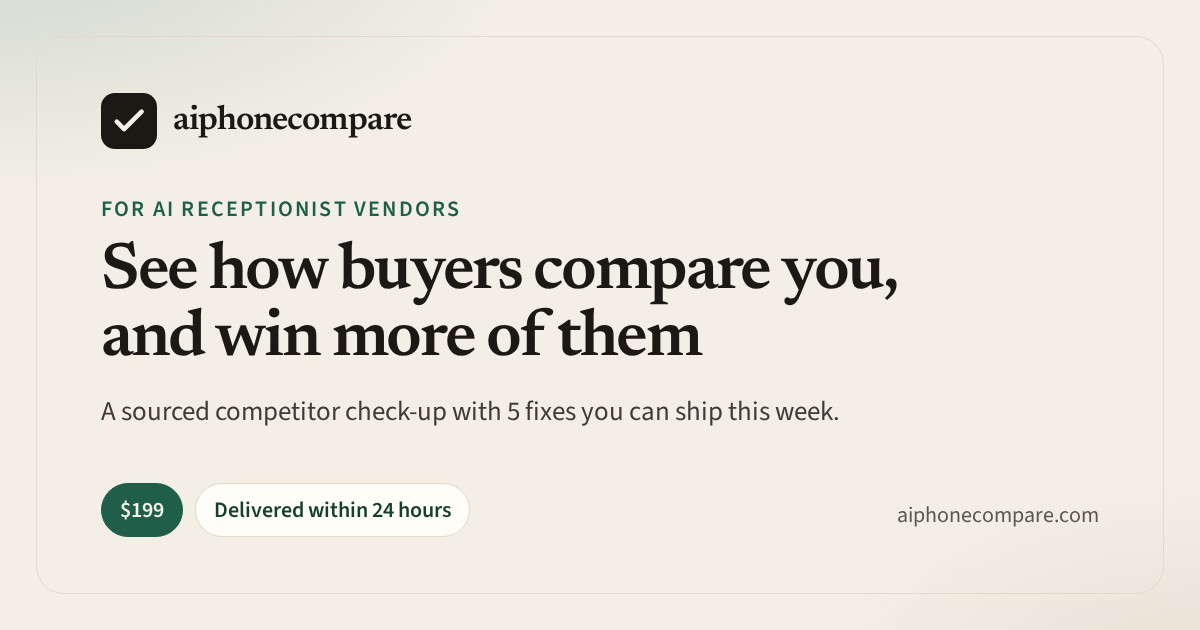 aiphonecompare
FOR AI RECEPTIONIST VENDORS
See how buyers compare you,
and win more of them
A sourced competitor check-up with 5 fixes you can ship this week.
$199
Delivered within 24 hours
aiphonecompare.com